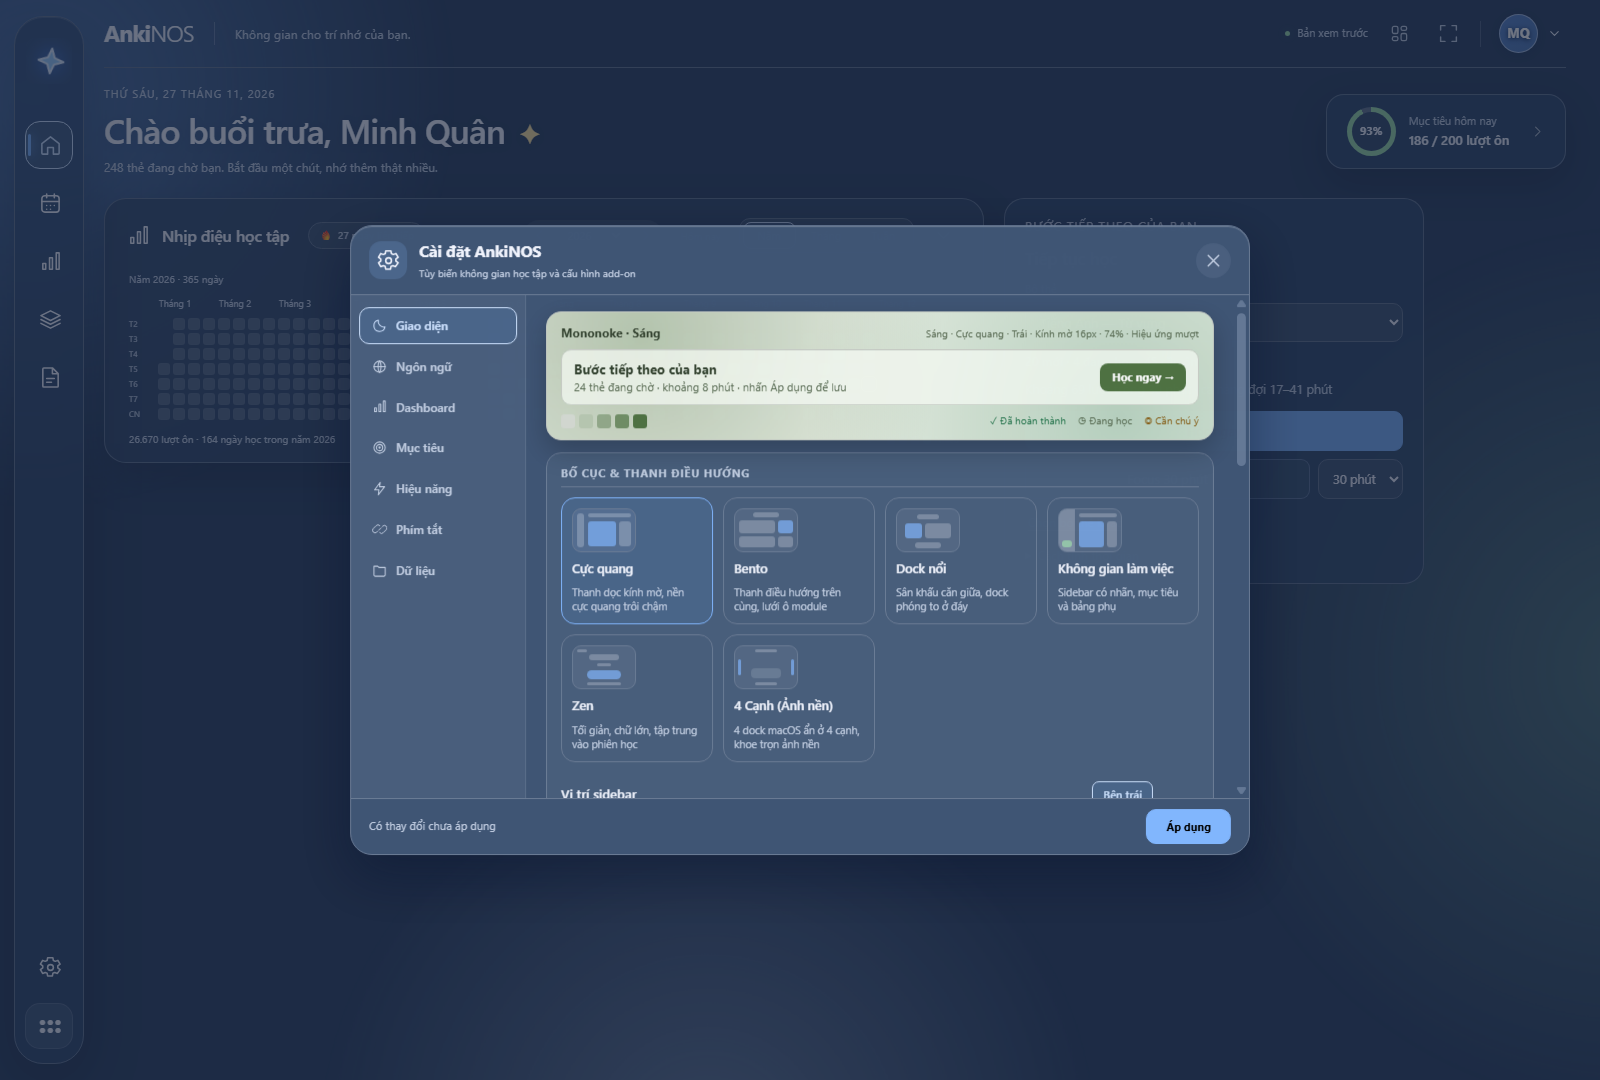 AnkiNOS
Không gian cho trí nhớ của bạn.
Bản xem trước
MQ
THỨ SÁU, 27 THÁNG 11, 2026
Chào buổi trưa, Minh Quân
248 thẻ đang chờ bạn. Bắt đầu một chút, nhớ thêm thật nhiều.
93%
Mục tiêu hôm nay
186 / 200 lượt ôn
Nhịp điệu học tập
27
BƯỚC TIẾP THEO CỦA BẠN
Năm 2026 · 365 ngày
Tháng 1
Tháng 2
Tháng 3
T2
T3
T4
T5
T6
T7
CN
26.670 lượt ôn · 164 ngày học trong năm 2026
đợi 17–41 phút
30 phút
Cài đặt AnkiNOS
Tùy biến không gian học tập và cấu hình add-on
Giao diện
Ngôn ngữ
Dashboard
Mục tiêu
Hiệu năng
Phím tắt
Dữ liệu
Mononoke · Sáng
Sáng · Cực quang · Trái · Kính mờ 16px · 74% · Hiệu ứng mượt
Bước tiếp theo của bạn
24 thẻ đang chờ · khoảng 8 phút · nhấn Áp dụng để lưu
Học ngay →
✓ Đã hoàn thành
Đang học
Cần chú ý
BỐ CỤC & THANH ĐIỀU HƯỚNG
Cực quang
Thanh dọc kính mờ, nền
cực quang trôi chậm
Bento
Thanh điều hướng trên
cùng, lưới ô module
Dock nổi
Sân khấu căn giữa, dock
phóng to ở đáy
Không gian làm việc
Sidebar có nhãn, mục tiêu
và bảng phụ
Zen
Tối giản, chữ lớn, tập trung
vào phiên học
4 Cạnh (Ảnh nền)
4 dock macOS ẩn ở 4 cạnh,
khoe trọn ảnh nền
Vị trí sidebar
Bên trái
Có thay đổi chưa áp dụng
Áp dụng